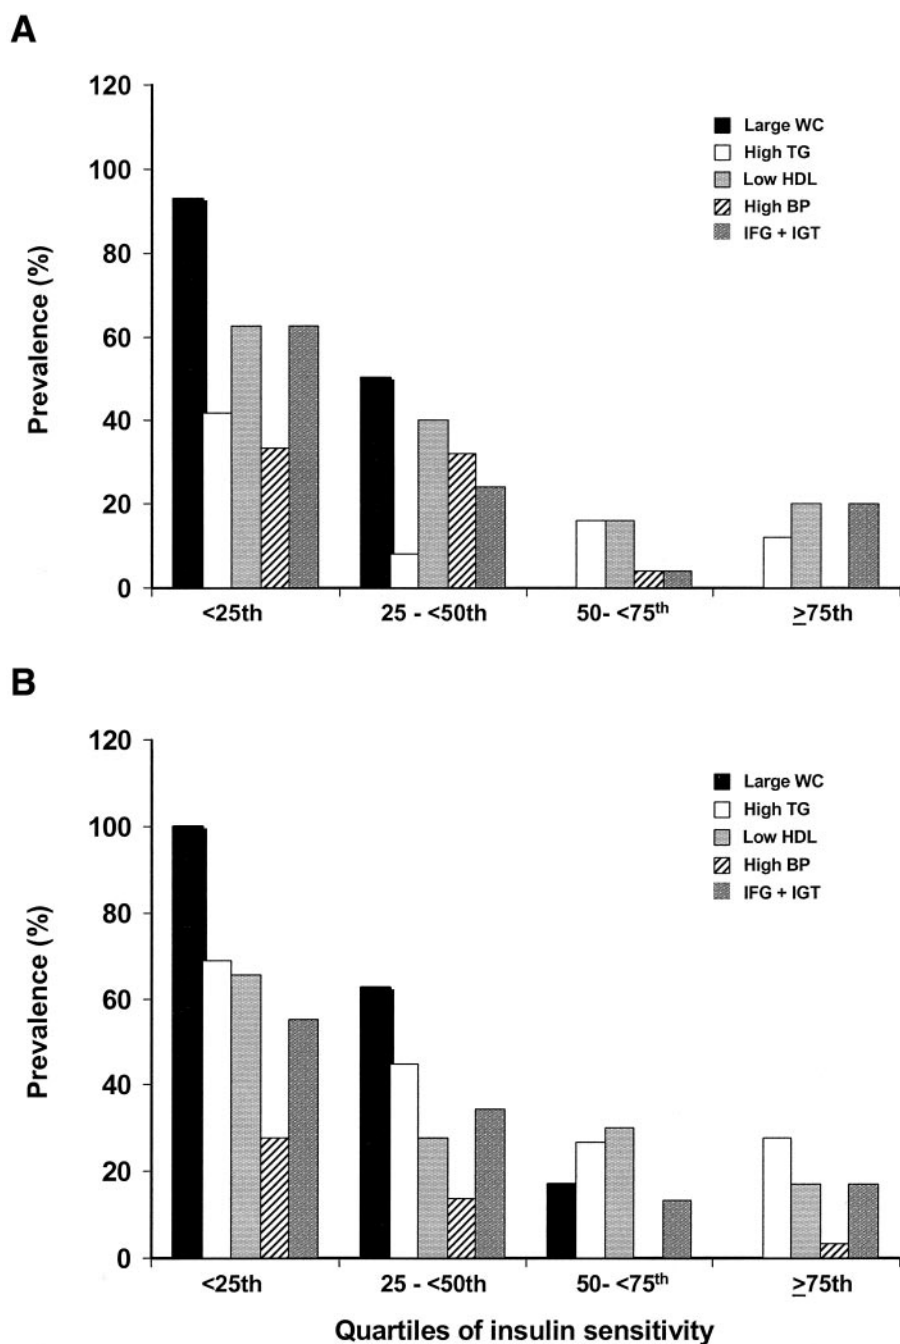 A
120
100
80
60
40
20
0
Prevalence (%)
Large WC
High TG
Low HDL
High BP
IFG + IGT
<25th
25 - <50th
50- <75th
≥75th
B
120
100
80
60
40
20
0
Prevalence (%)
Large WC
High TG
Low HDL
High BP
IFG + IGT
<25th
25 - <50th
50- <75th
≥75th
Quartiles of insulin sensitivity